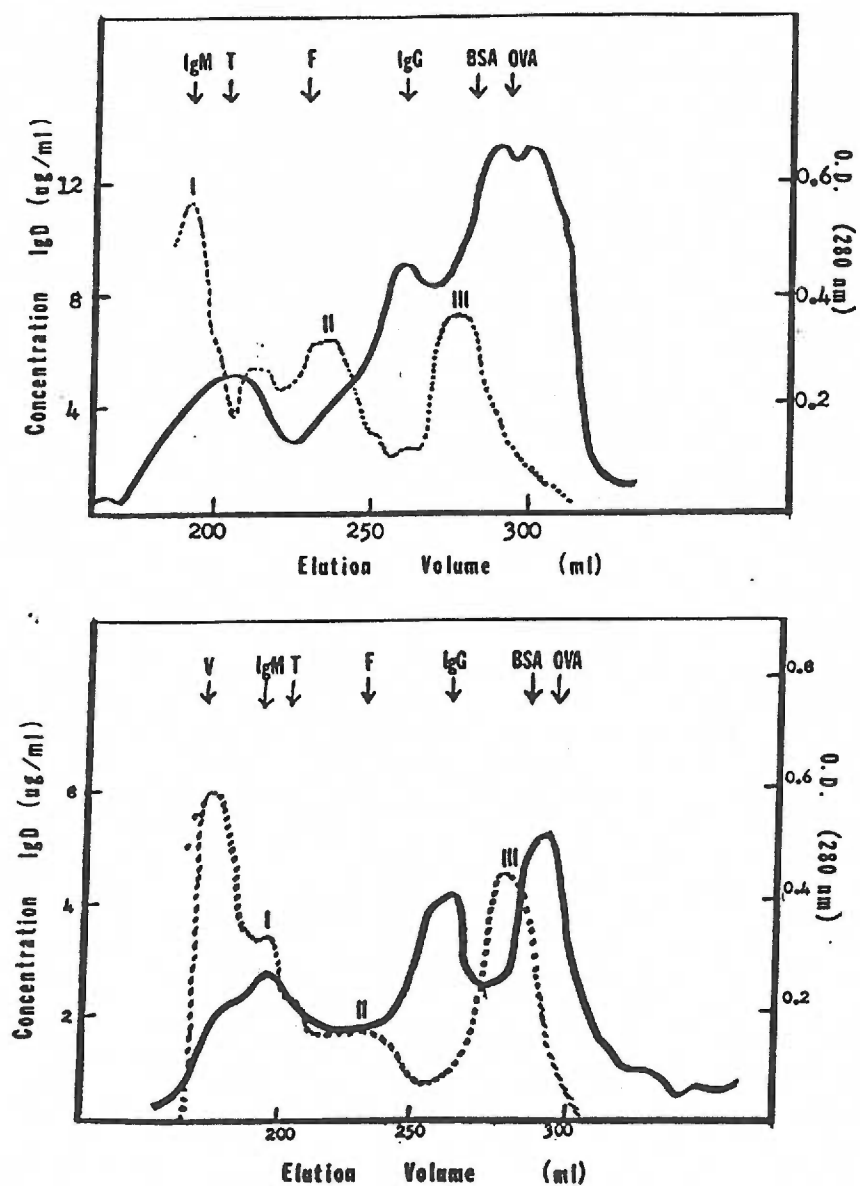 IgM T F IgG BSA OVA
I
II
III
12
8
4
Concentration IgD (ug/ml)
0.6
0.4
0.2
O.D. (280 nm)
200 250 300
Elution Volume (ml)
V IgM T F IgG BSA OVA
I
II
III
6
4
2
Concentration IgD (ug/ml)
0.8
0.6
0.4
0.2
O.D. (280 nm)
200 250 300
Elution Volume (ml)